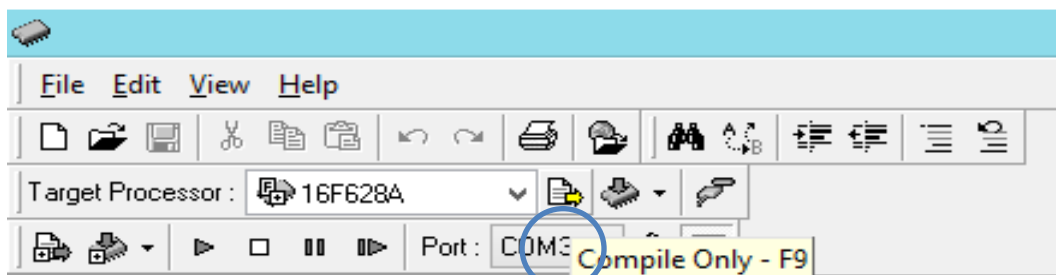 File Edit View Help
Target Processor : 16F628A
Port : COM3
Compile Only - F9